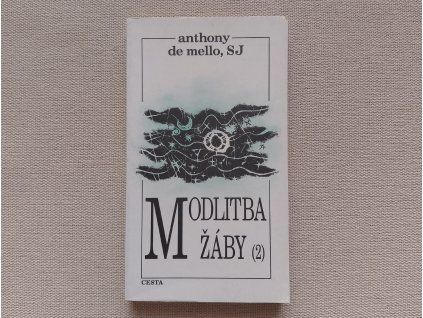 anthony
de mello, SJ
MODLITBA
ŽÁBY (2)
CESTA